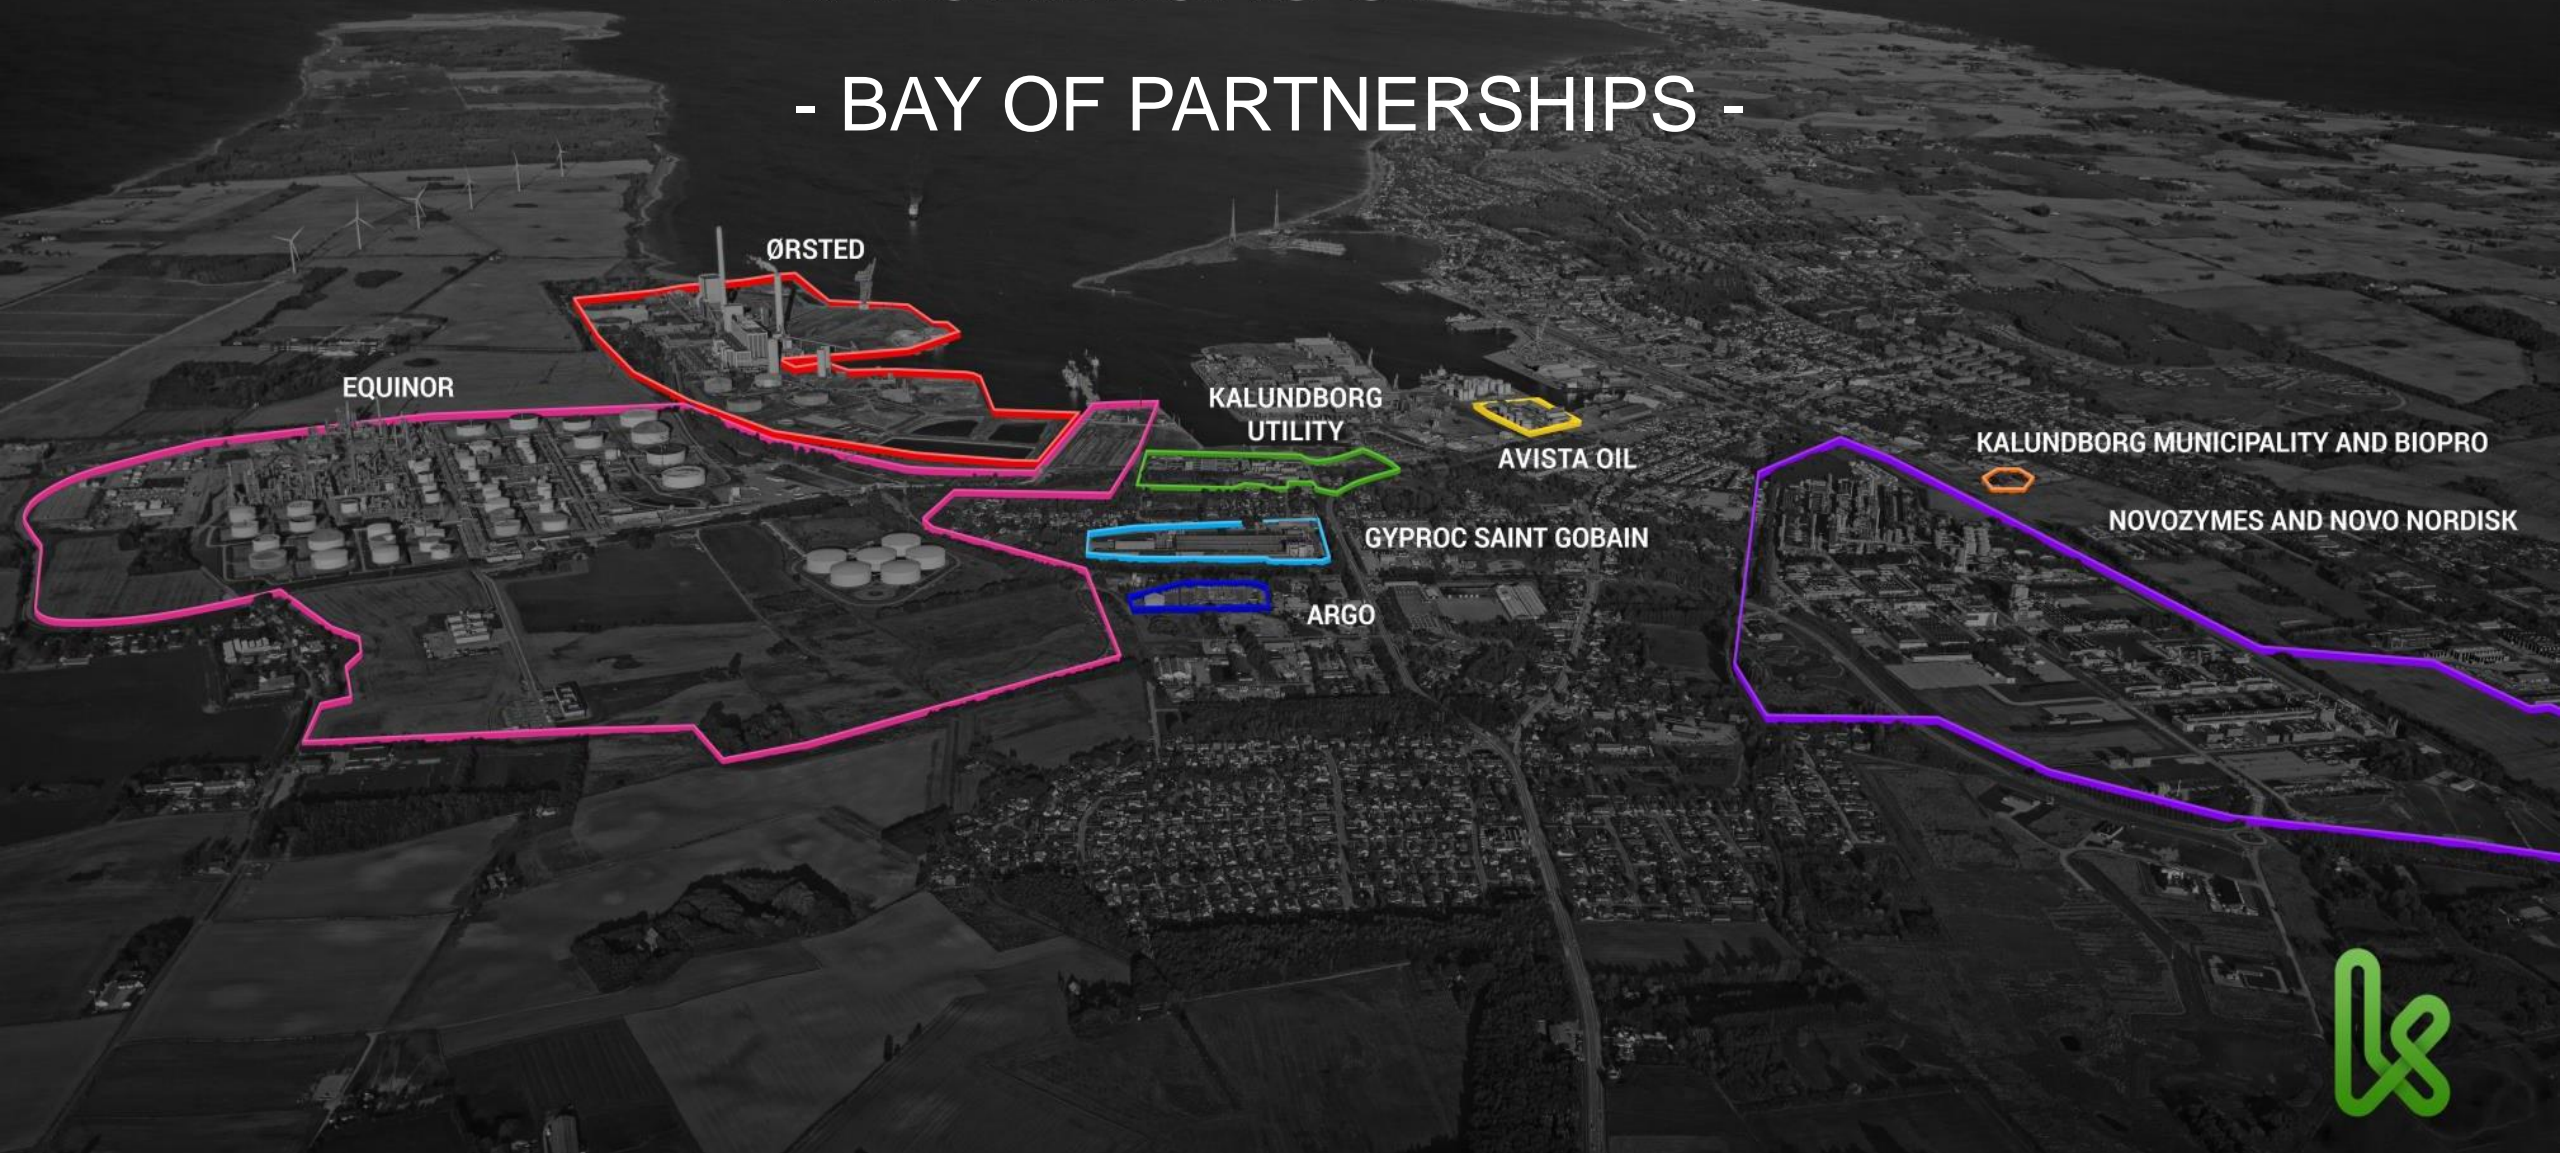 - BAY OF PARTNERSHIPS -
ØRSTED
EQUINOR
KALUNDBORG
UTILITY
AVISTA OIL
KALUNDBORG MUNICIPALITY AND BIOPRO
NOVOZYMES AND NOVO NORDISK
GYPROC SAINT GOBAIN
ARGO